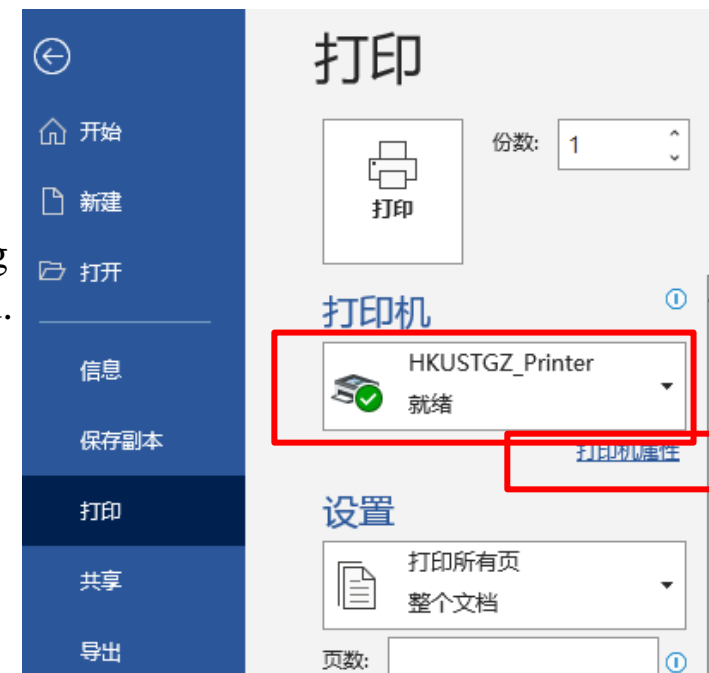 g
.
开始
新建
打开
信息
保存副本
打印
共享
导出
打印
打印
份数: 1
打印机
HKUSTGZ_Printer
就绪
打印机属性
设置
打印所有页
整个文档
页数: